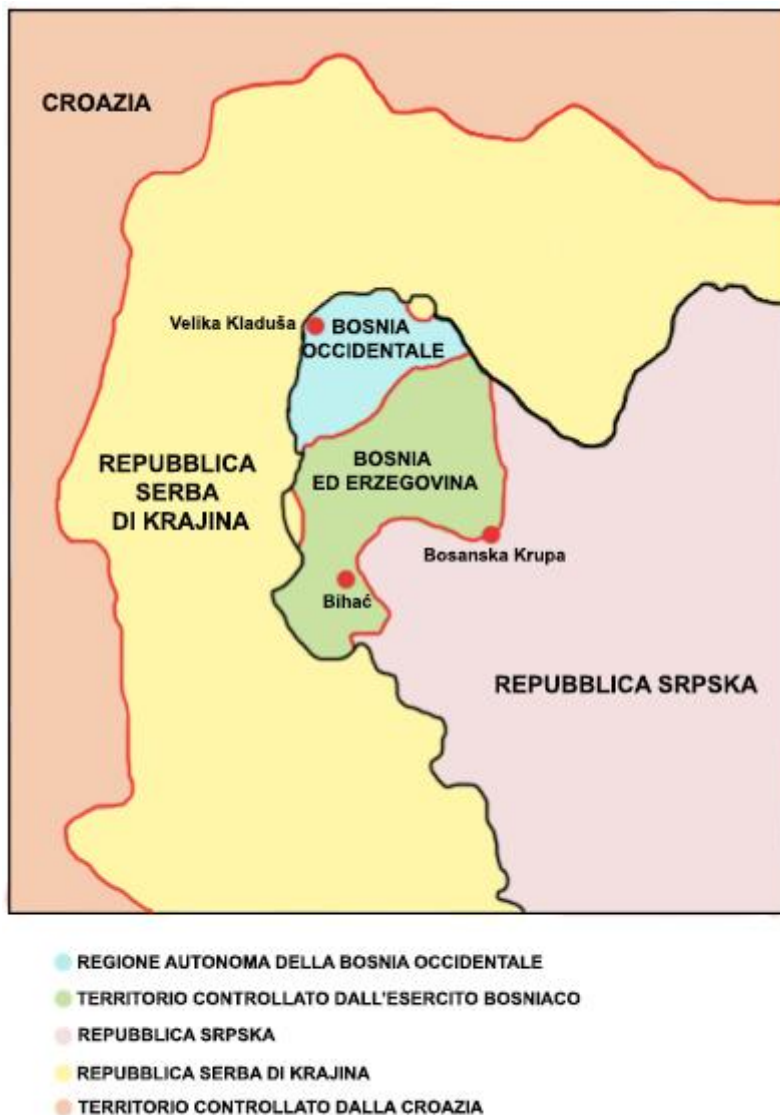 CROAZIA
Velika Kladuša
BOSNIA
OCCIDENTALE
REPUBBLICA
SERBA
DI KRAJINA
BOSNIA
ED ERZEGOVINA
Bosanska Krupa
Bihać
REPUBBLICA SRPSKA
REGIONE AUTONOMA DELLA BOSNIA OCCIDENTALE
TERRITORIO CONTROLLATO DALL'ESERCITO BOSNIACO
REPUBBLICA SRPSKA
REPUBBLICA SERBA DI KRAJINA
TERRITORIO CONTROLLATO DALLA CROAZIA